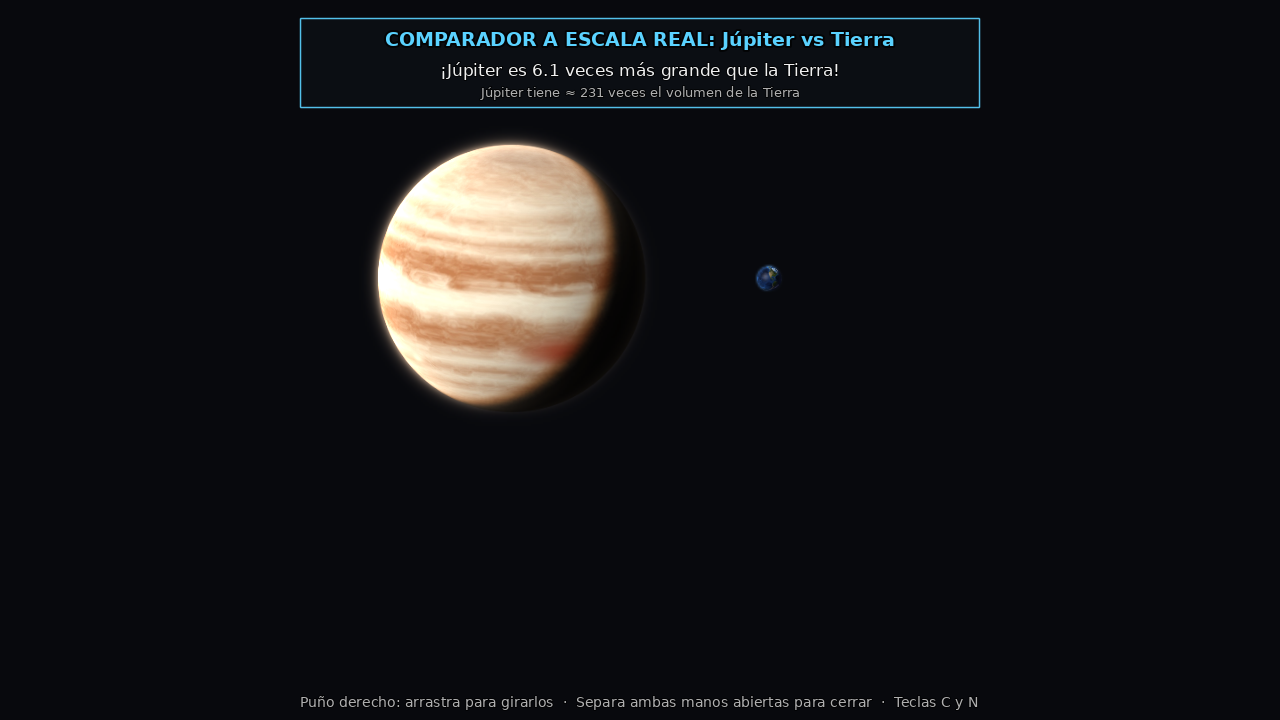 COMPARADOR A ESCALA REAL: Júpiter vs Tierra
¡Júpiter es 6.1 veces más grande que la Tierra!
Júpiter tiene ≈ 231 veces el volumen de la Tierra
Puño derecho: arrastra para girarlos · Separa ambas manos abiertas para cerrar · Teclas C y N